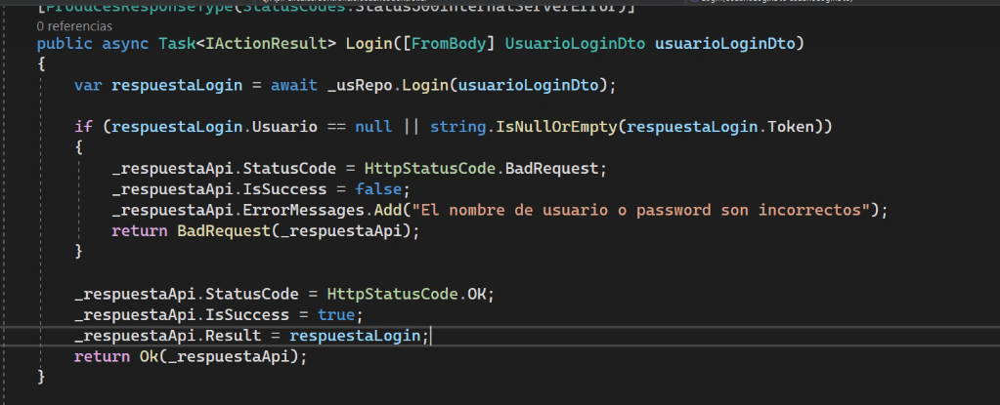 [ProducesResponseType(StatusCodes.Status500InternalServerError)]
0 referencias
public async Task<IActionResult> Login([FromBody] UsuarioLoginDto usuarioLoginDto)
{
var respuestaLogin = await _usRepo.Login(usuarioLoginDto);
if (respuestaLogin.Usuario == null || string.IsNullOrEmpty(respuestaLogin.Token))
{
_respuestaApi.StatusCode = HttpStatusCode.BadRequest;
_respuestaApi.IsSuccess = false;
_respuestaApi.ErrorMessages.Add("El nombre de usuario o password son incorrectos");
return BadRequest(_respuestaApi);
}
_respuestaApi.StatusCode = HttpStatusCode.OK;
_respuestaApi.IsSuccess = true;
_respuestaApi.Result = respuestaLogin;
return Ok(_respuestaApi);
}